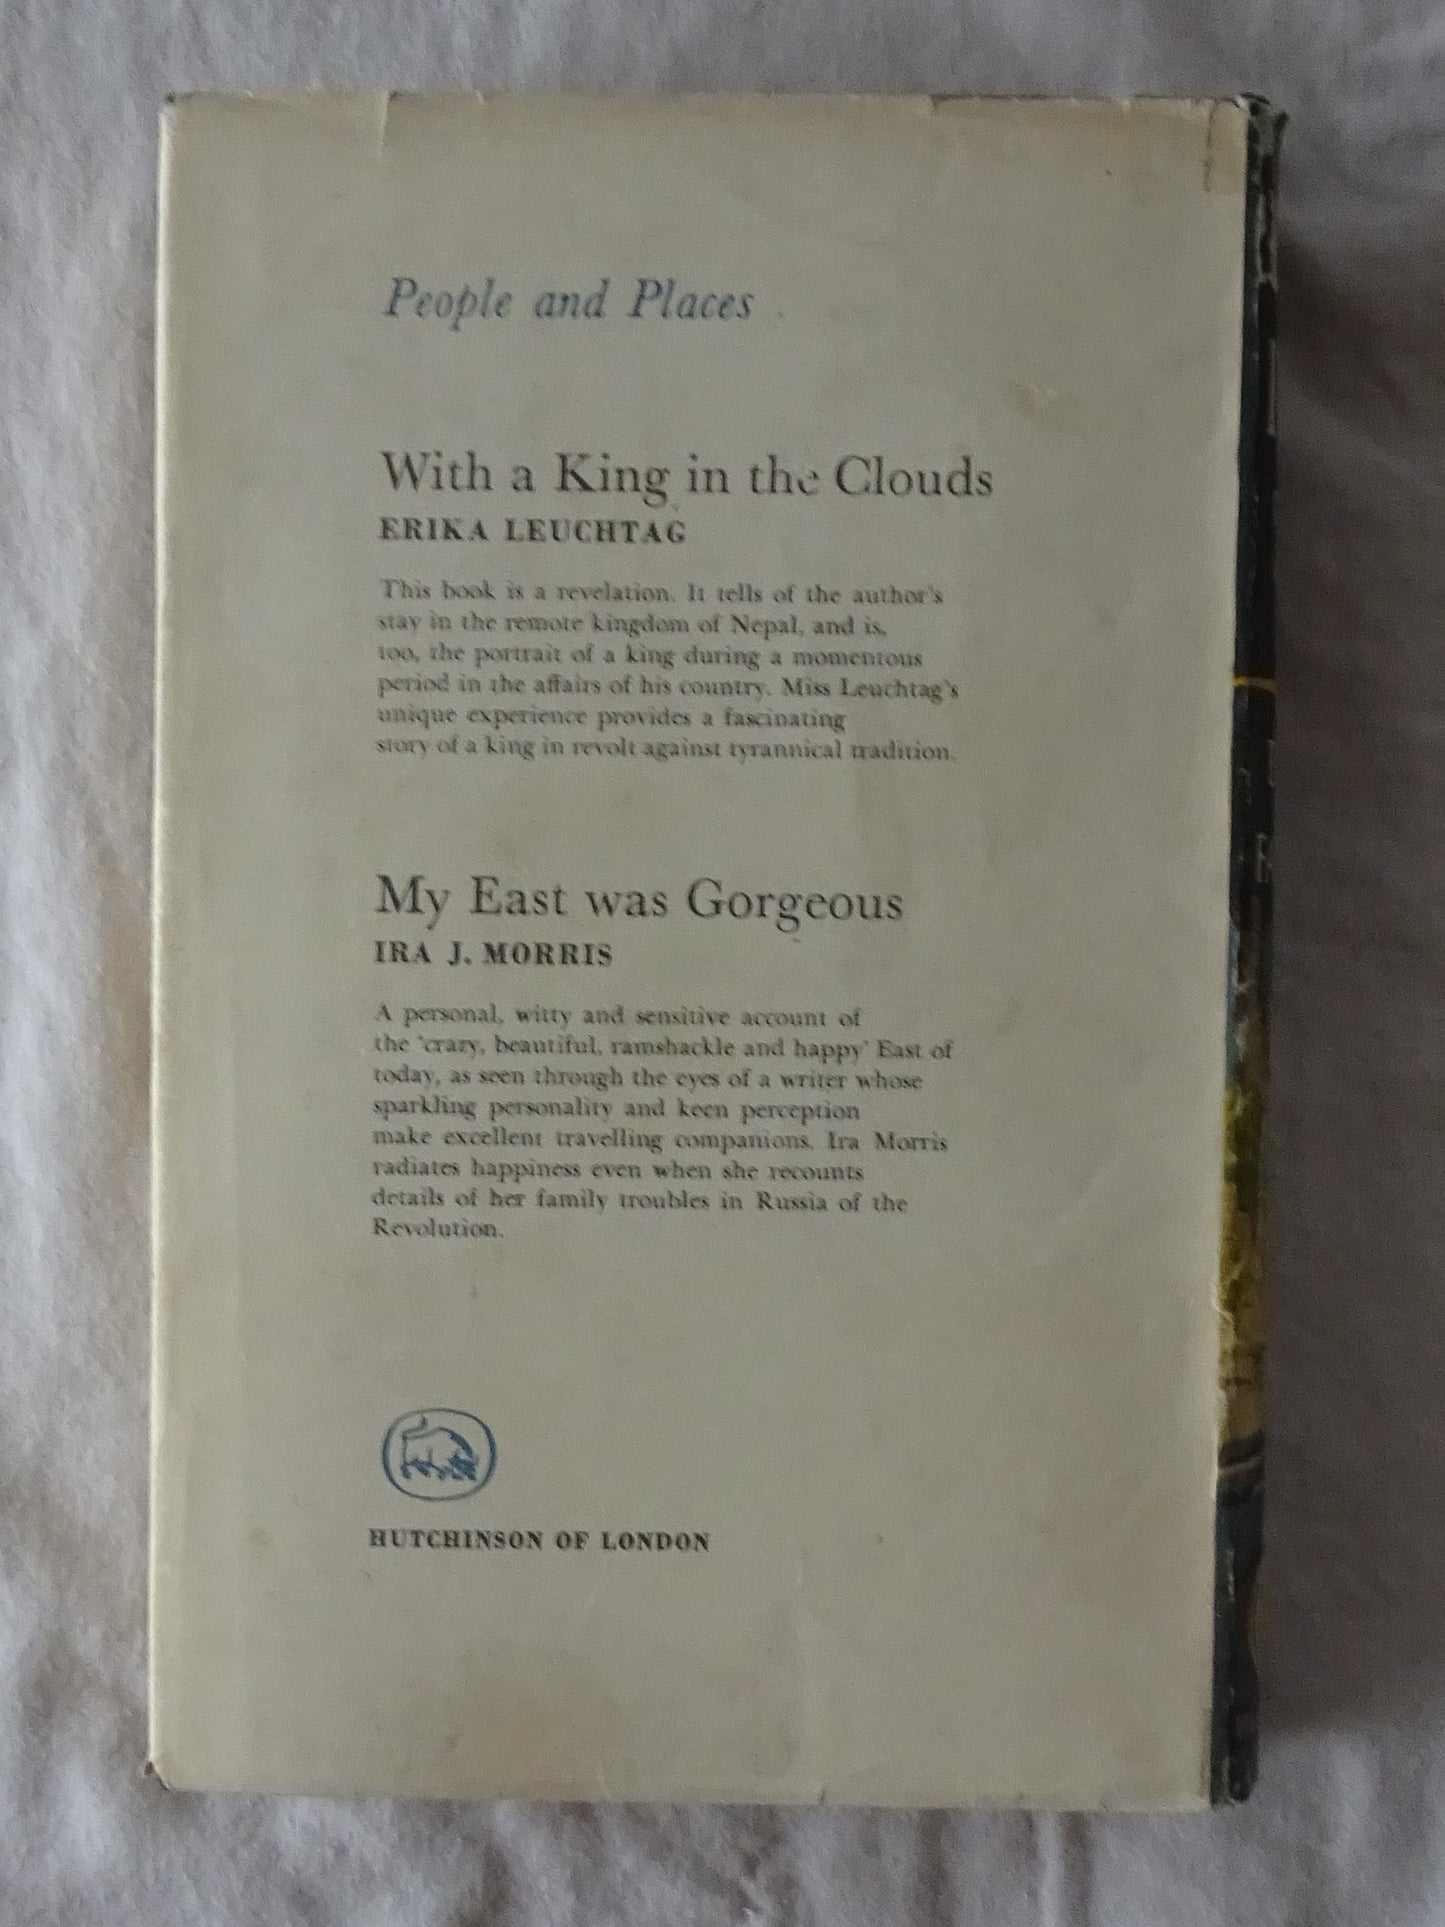 People and Places
With a King in the Clouds
ERIKA LEUCHTAG
This book is a revelation. It tells of the author's
stay in the remote kingdom of Nepal, and is,
too, the portrait of a king during a momentous
period in the affairs of his country. Miss Leuchtag's
unique experience provides a fascinating
story of a king in revolt against tyrannical tradition.
My East was Gorgeous
IRA J. MORRIS
A personal, witty and sensitive account of
the 'crazy, beautiful, ramshackle and happy' East of
today, as seen through the eyes of a writer whose
sparkling personality and keen perception
make excellent travelling companions. Ira Morris
radiates happiness even when she recounts
details of her family troubles in Russia of the
Revolution.
HUTCHINSON OF LONDON